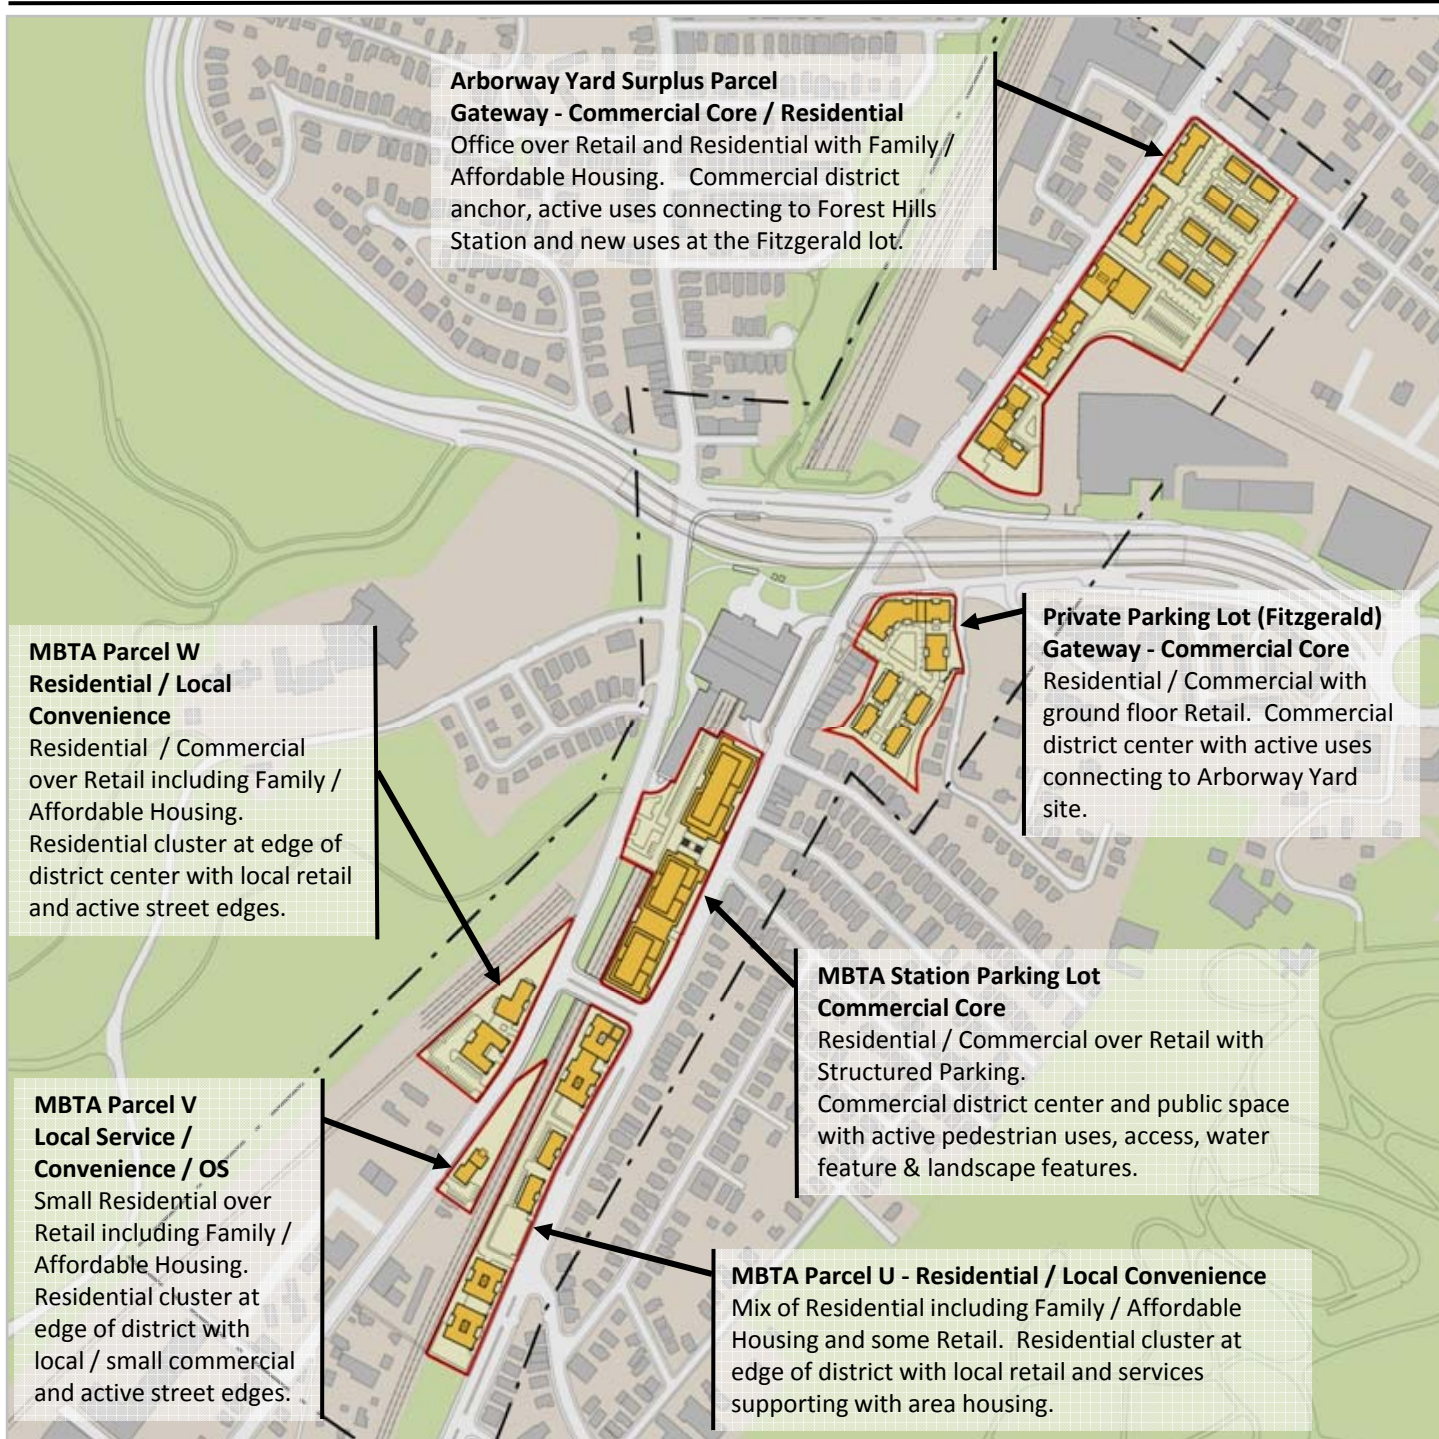 Arborway Yard Surplus Parcel
Gateway - Commercial Core / Residential
Office over Retail and Residential with Family /
Affordable Housing. Commercial district
anchor, active uses connecting to Forest Hills
Station and new uses at the Fitzgerald lot.
Private Parking Lot (Fitzgerald)
Gateway - Commercial Core
Residential / Commercial with
ground floor Retail. Commercial
district center with active uses
connecting to Arborway Yard
site.
MBTA Parcel W
Residential / Local
Convenience
Residential / Commercial
over Retail including Family /
Affordable Housing.
Residential cluster at edge of
district center with local retail
and active street edges.
MBTA Station Parking Lot
Commercial Core
Residential / Commercial over Retail with
Structured Parking.
Commercial district center and public space
with active pedestrian uses, access, water
feature & landscape features.
MBTA Parcel V
Local Service /
Convenience / OS
Small Residential over
Retail including Family /
Affordable Housing.
Residential cluster at
edge of district with
local / small commercial
and active street edges.
MBTA Parcel U - Residential / Local Convenience
Mix of Residential including Family / Affordable
Housing and some Retail. Residential cluster at
edge of district with local retail and services
supporting with area housing.